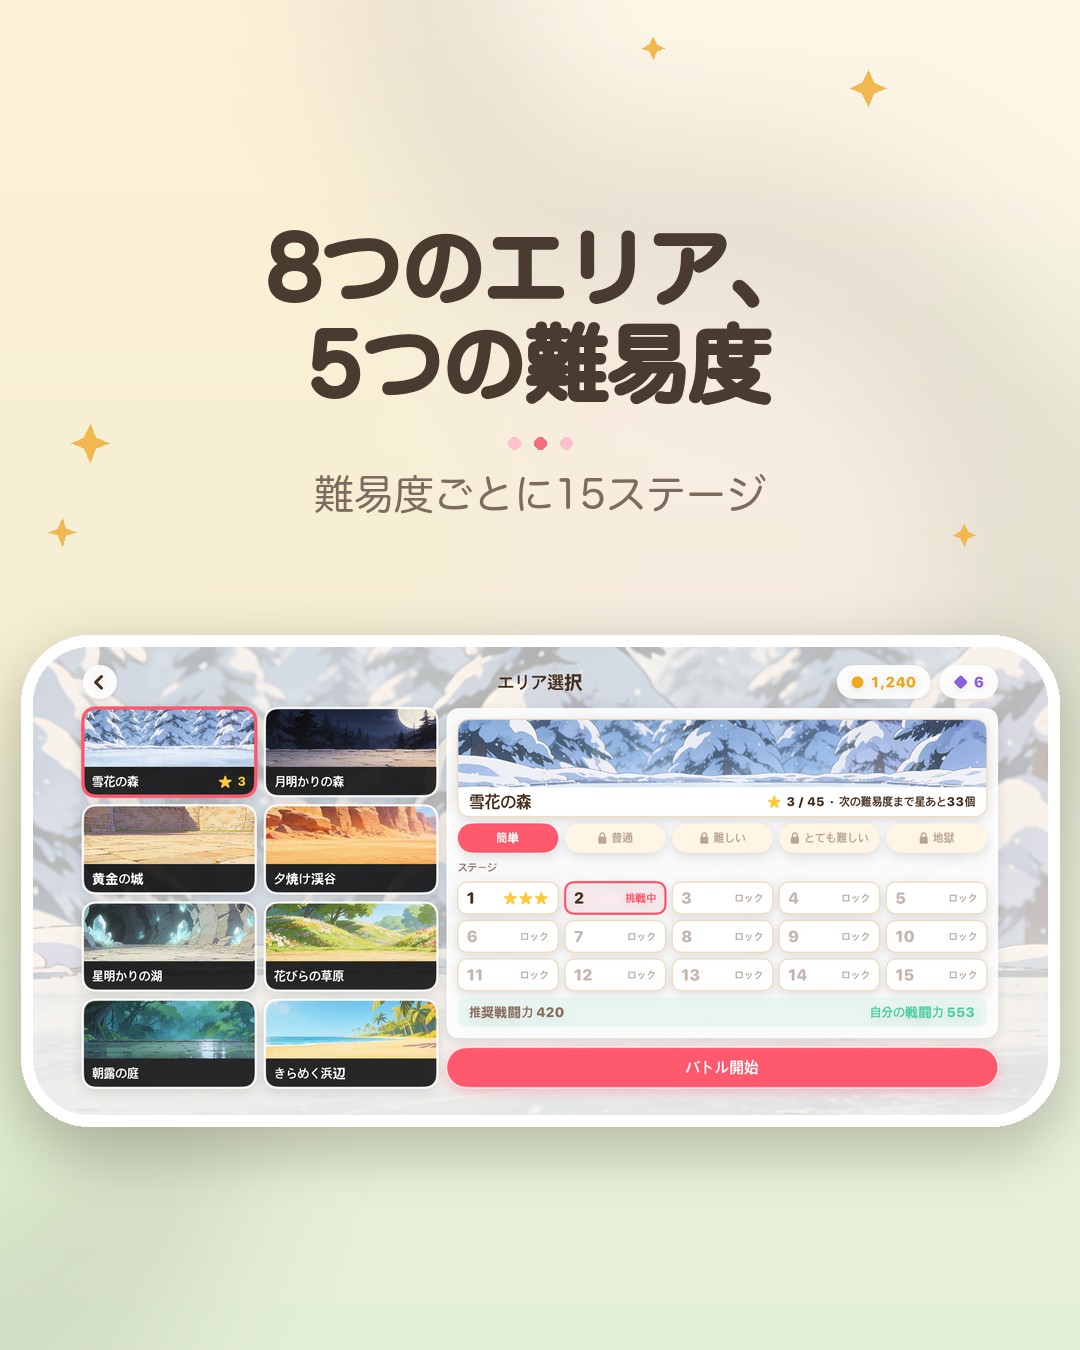 8つのエリア、
5つの難易度
難易度ごとに15ステージ
エリア選択
1,240
6
雪花の森
3
月明かりの森
黄金の城
夕焼け渓谷
星明かりの湖
花びらの草原
朝露の庭
きらめく浜辺
雪花の森
3 / 45 · 次の難易度まで星あと33個
簡単
普通
難しい
とても難しい
地獄
ステージ
1
2 挑戦中
3 ロック
4 ロック
5 ロック
6 ロック
7 ロック
8 ロック
9 ロック
10 ロック
11 ロック
12 ロック
13 ロック
14 ロック
15 ロック
推奨戦闘力 420
自分の戦闘力 553
バトル開始